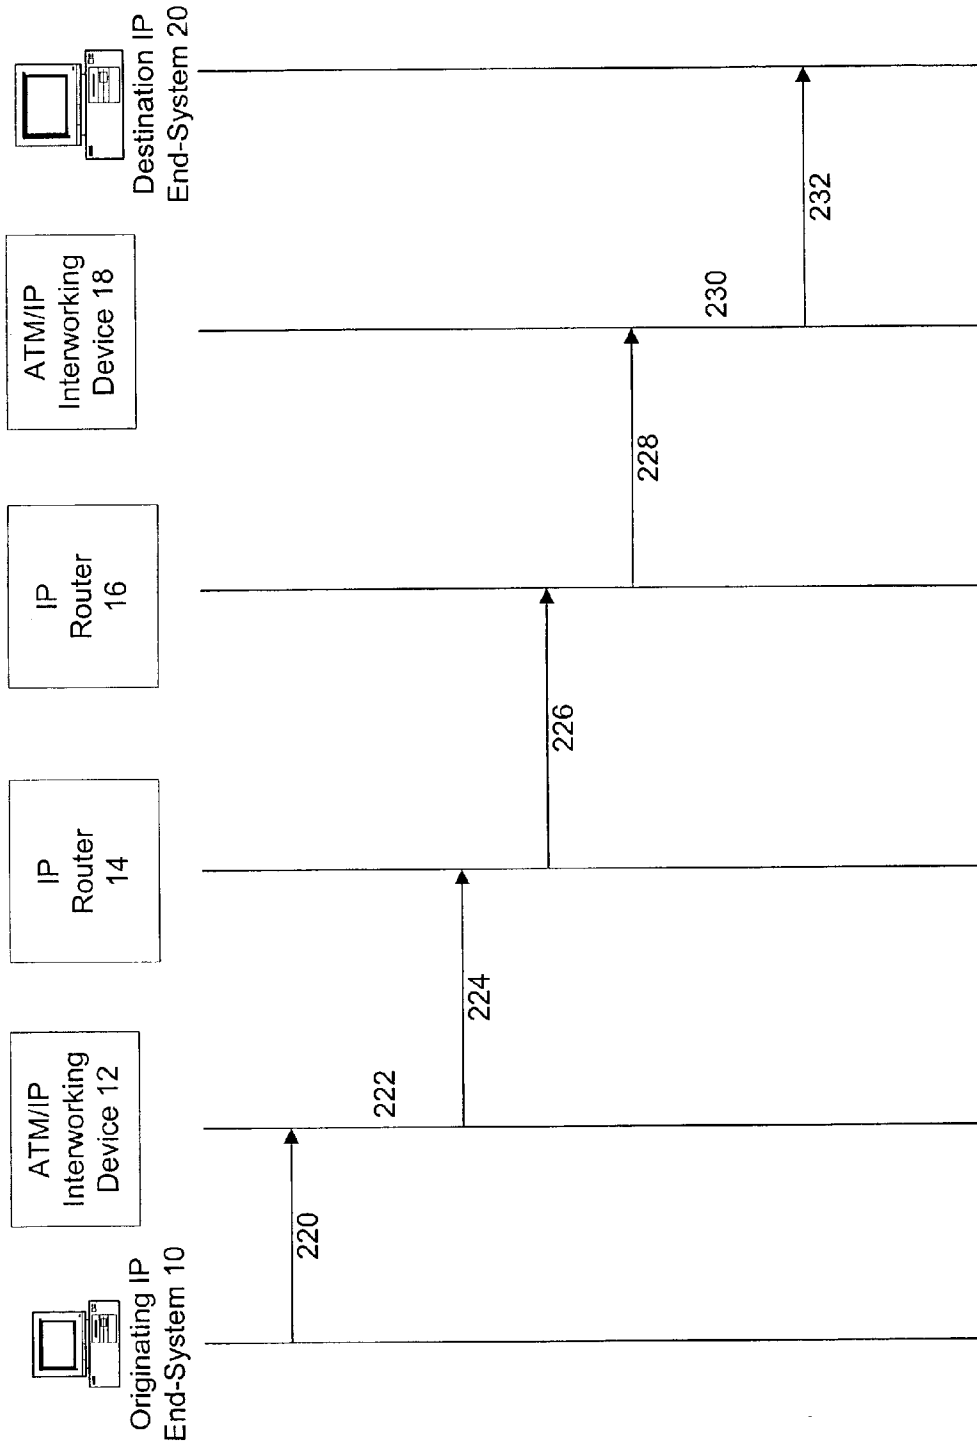 Originating IP
End-System 10
ATM/IP
Interworking
Device 12
IP
Router
14
IP
Router
16
ATM/IP
Interworking
Device 18
Destination IP
End-System 20
220
222
224
226
228
230
232